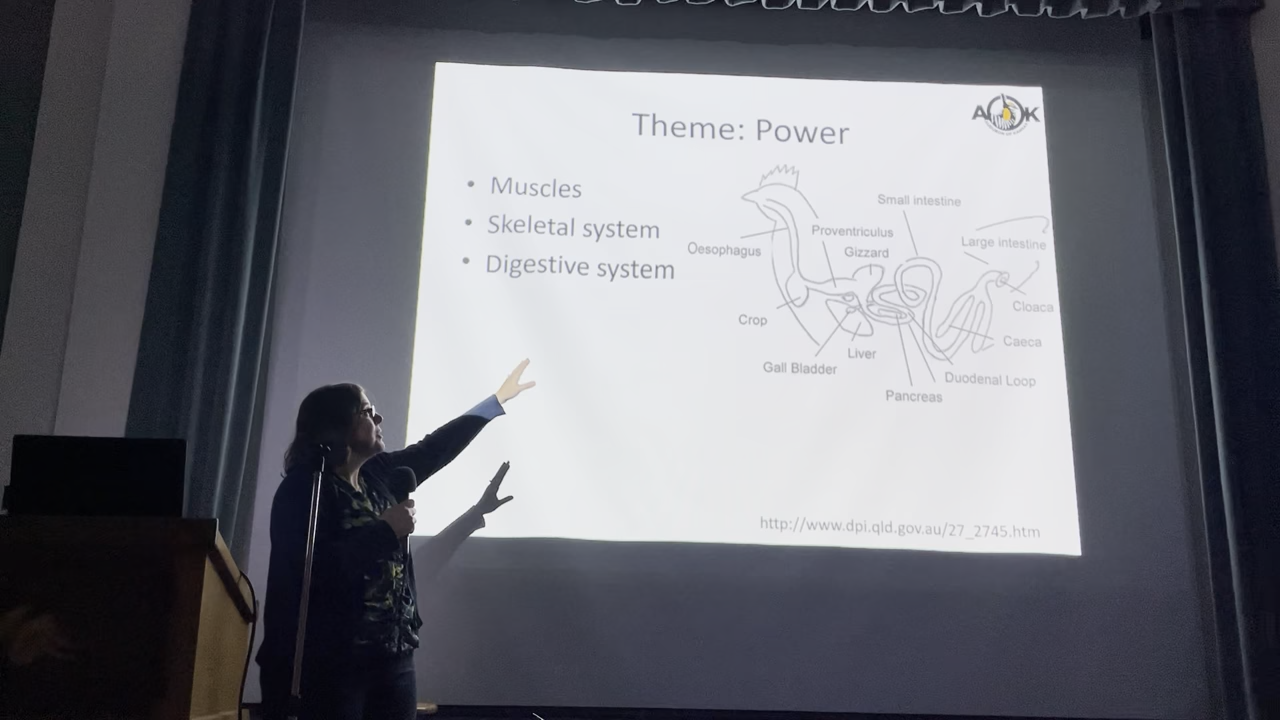 AOK
Theme: Power
• Muscles
• Skeletal system
• Digestive system
Small intestine
Proventriculus
Large intestine
Oesophagus
Gizzard
Cloaca
Crop
Caeca
Liver
Gall Bladder
Duodenal Loop
Pancreas
http://www.dpi.qld.gov.au/27_2745.htm